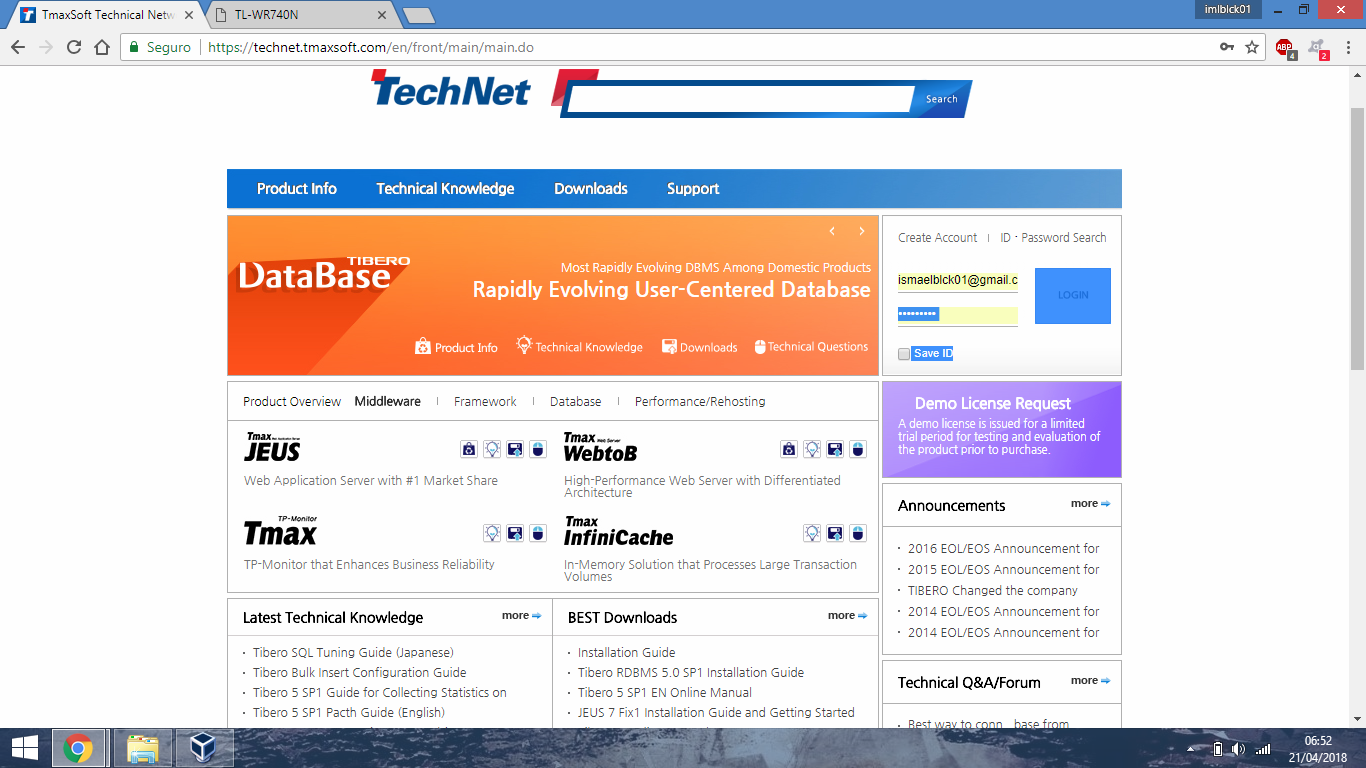 TmaxSoft Technical Netw
TL-WR740N
imlblck01
Seguro
https://technet.tmaxsoft.com/en/front/main/main.do
ABP
4
2
TechNet
Search
Product Info
Technical Knowledge
Downloads
Support
TIBERO
DataBase
Most Rapidly Evolving DBMS Among Domestic Products
Rapidly Evolving User-Centered Database
Product Info
Technical Knowledge
Downloads
Technical Questions
Create Account
ID · Password Search
ismaelblck01@gmail.c
•••••••••
LOGIN
Save ID
Product Overview
Middleware
Framework
Database
Performance/Rehosting
Tmax Web Application Server
JEUS
Web Application Server with #1 Market Share
Tmax Web Server
WebtoB
High-Performance Web Server with Differentiated
Architecture
TP-Monitor
Tmax
TP-Monitor that Enhances Business Reliability
Tmax
InfiniCache
In-Memory Solution that Processes Large Transaction
Volumes
Demo License Request
A demo license is issued for a limited
trial period for testing and evaluation of
the product prior to purchase.
Announcements
more
· 2016 EOL/EOS Announcement for
· 2015 EOL/EOS Announcement for
· TIBERO Changed the company
· 2014 EOL/EOS Announcement for
· 2014 EOL/EOS Announcement for
Latest Technical Knowledge
more
· Tibero SQL Tuning Guide (Japanese)
· Tibero Bulk Insert Configuration Guide
· Tibero 5 SP1 Guide for Collecting Statistics on
· Tibero 5 SP1 Pacth Guide (English)
BEST Downloads
more
· Installation Guide
· Tibero RDBMS 5.0 SP1 Installation Guide
· Tibero 5 SP1 EN Online Manual
· JEUS 7 Fix1 Installation Guide and Getting Started
Technical Q&A/Forum
more
· Best way to conn... base from
06:52
21/04/2018